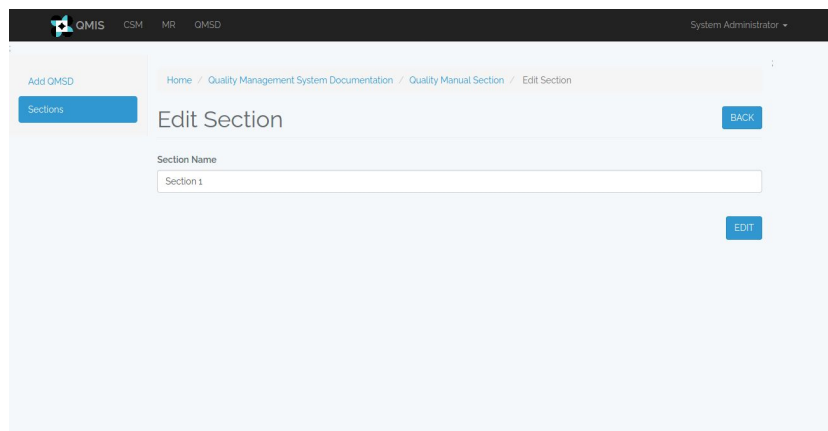 QMIS CSM MR QMSD System Administrator
;
;
Add QMSD
Sections
Home / Quality Management System Documentation / Quality Manual Section / Edit Section
Edit Section
BACK
Section Name
Section 1
EDIT